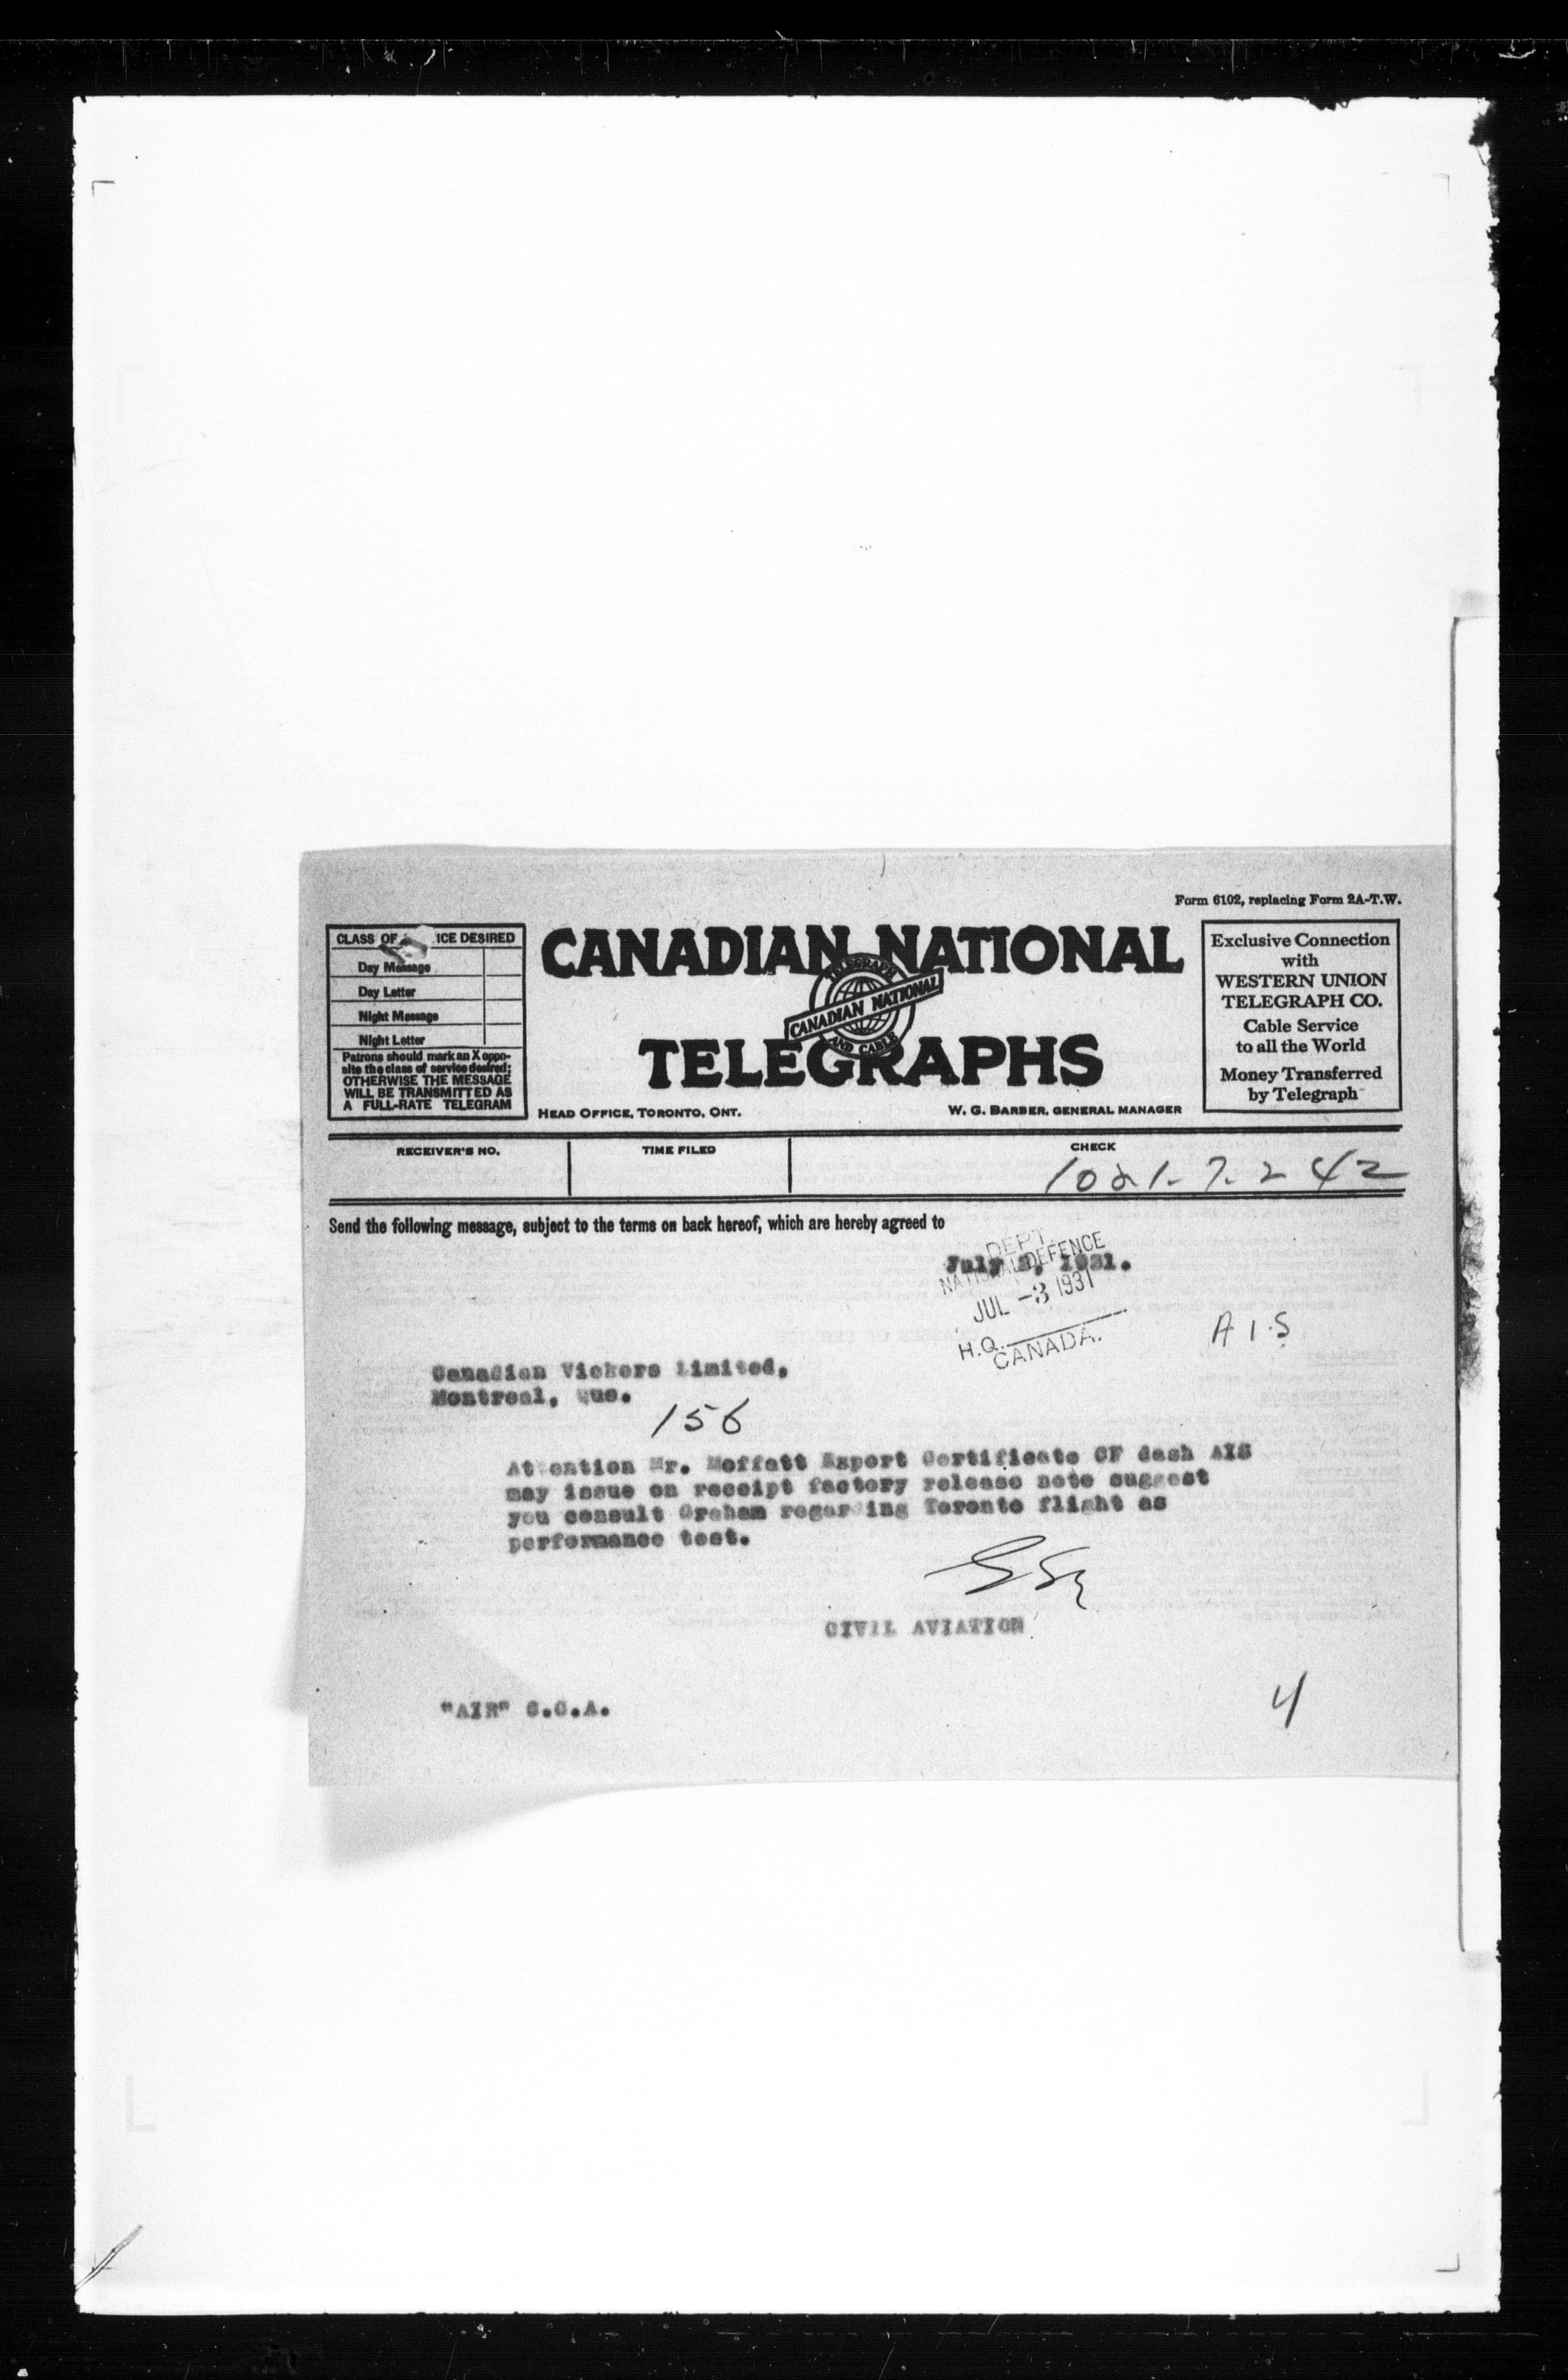 Form 6102, replacing Form 2A-T.W.
CLASS OF ICE DESIRED
Day Message
Day Letter
Night Message
Night Letter
Patrons should mark an X oppo-
site the class of service desired;
OTHERWISE THE MESSAGE
WILL BE TRANSMITTED AS
A FULL-RATE TELEGRAM
CANADIAN NATIONAL
TELEGRAPH
CANADIAN NATIONAL
AND CABLE
TELEGRAPHS
HEAD OFFICE, TORONTO, ONT.
W. G. BARBER, GENERAL MANAGER
Exclusive Connection
with
WESTERN UNION
TELEGRAPH CO.
Cable Service
to all the World
Money Transferred
by Telegraph
RECEIVER'S NO.
TIME FILED
CHECK
1021-7-242
Send the following message, subject to the terms on back hereof, which are hereby agreed to
July 1931.
DEPT.
NATIONAL DEFENCE
JUL -3 1931
H.Q.
CANADA.
A I S
Canadian Vickers Limited,
Montreal, Que.
156
Attention Mr. Moffatt Export Certificate CF dash AIS
may issue on receipt factory release note suggest
you consult Graham regarding Toronto flight as
performance test.
CIVIL AVIATION
"AIR" C.C.A.
4